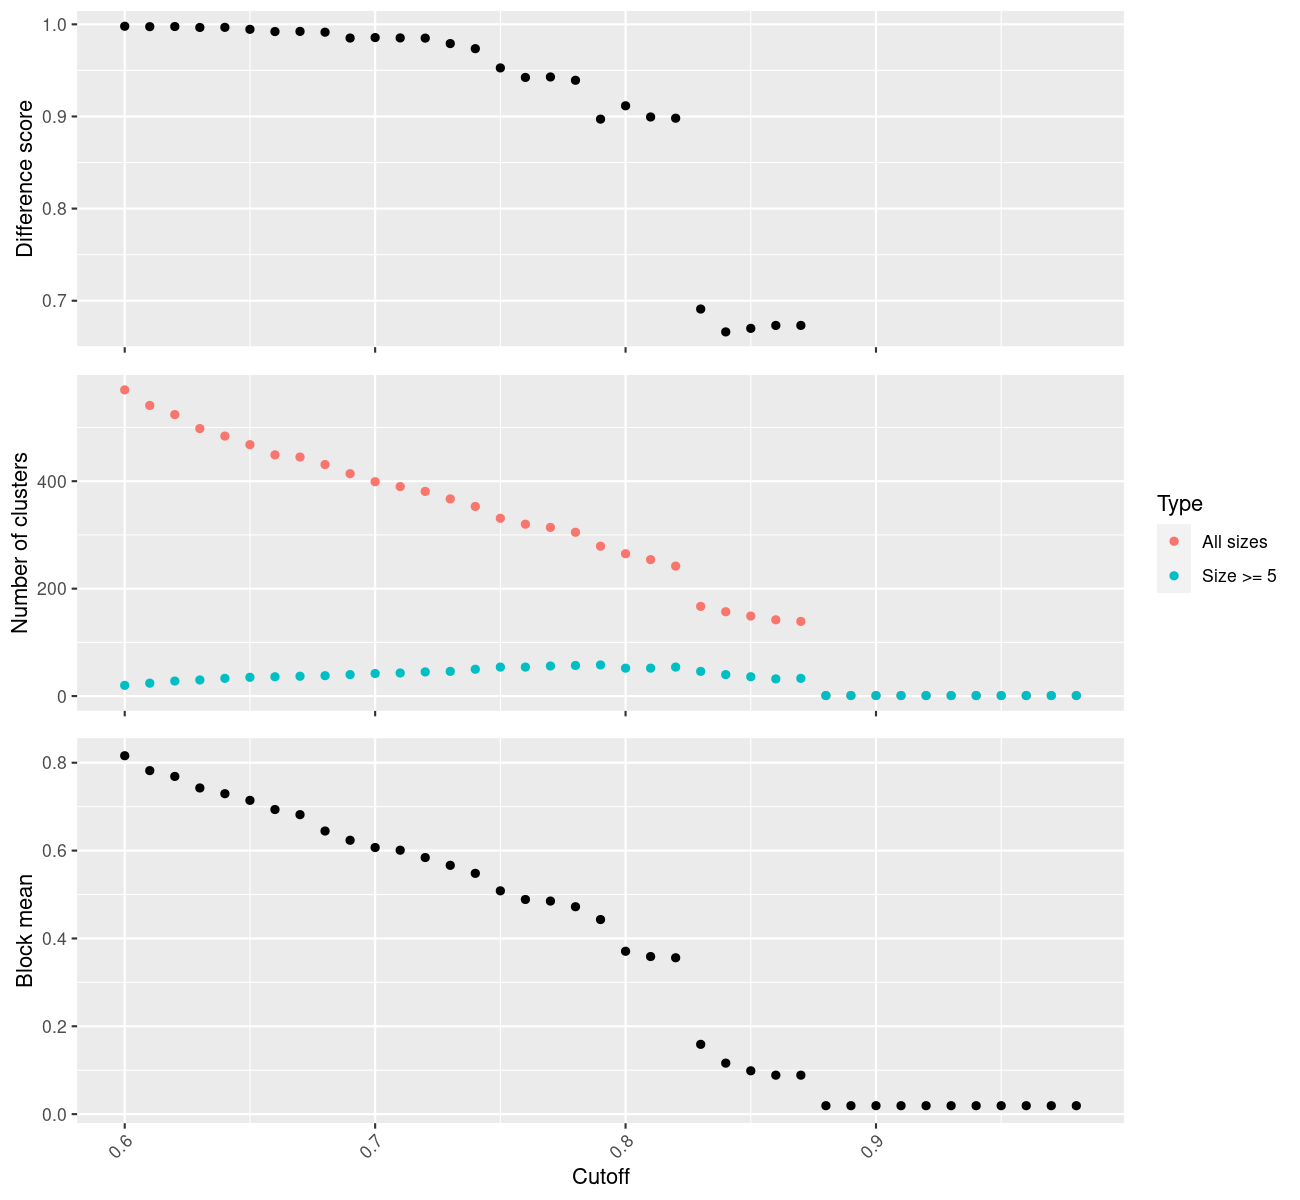 1.0
0.9
0.8
0.7
Difference score
400
200
0
Number of clusters
Type
All sizes
Size >= 5
0.8
0.6
0.4
0.2
0.0
Block mean
0.6
0.7
0.8
0.9
Cutoff